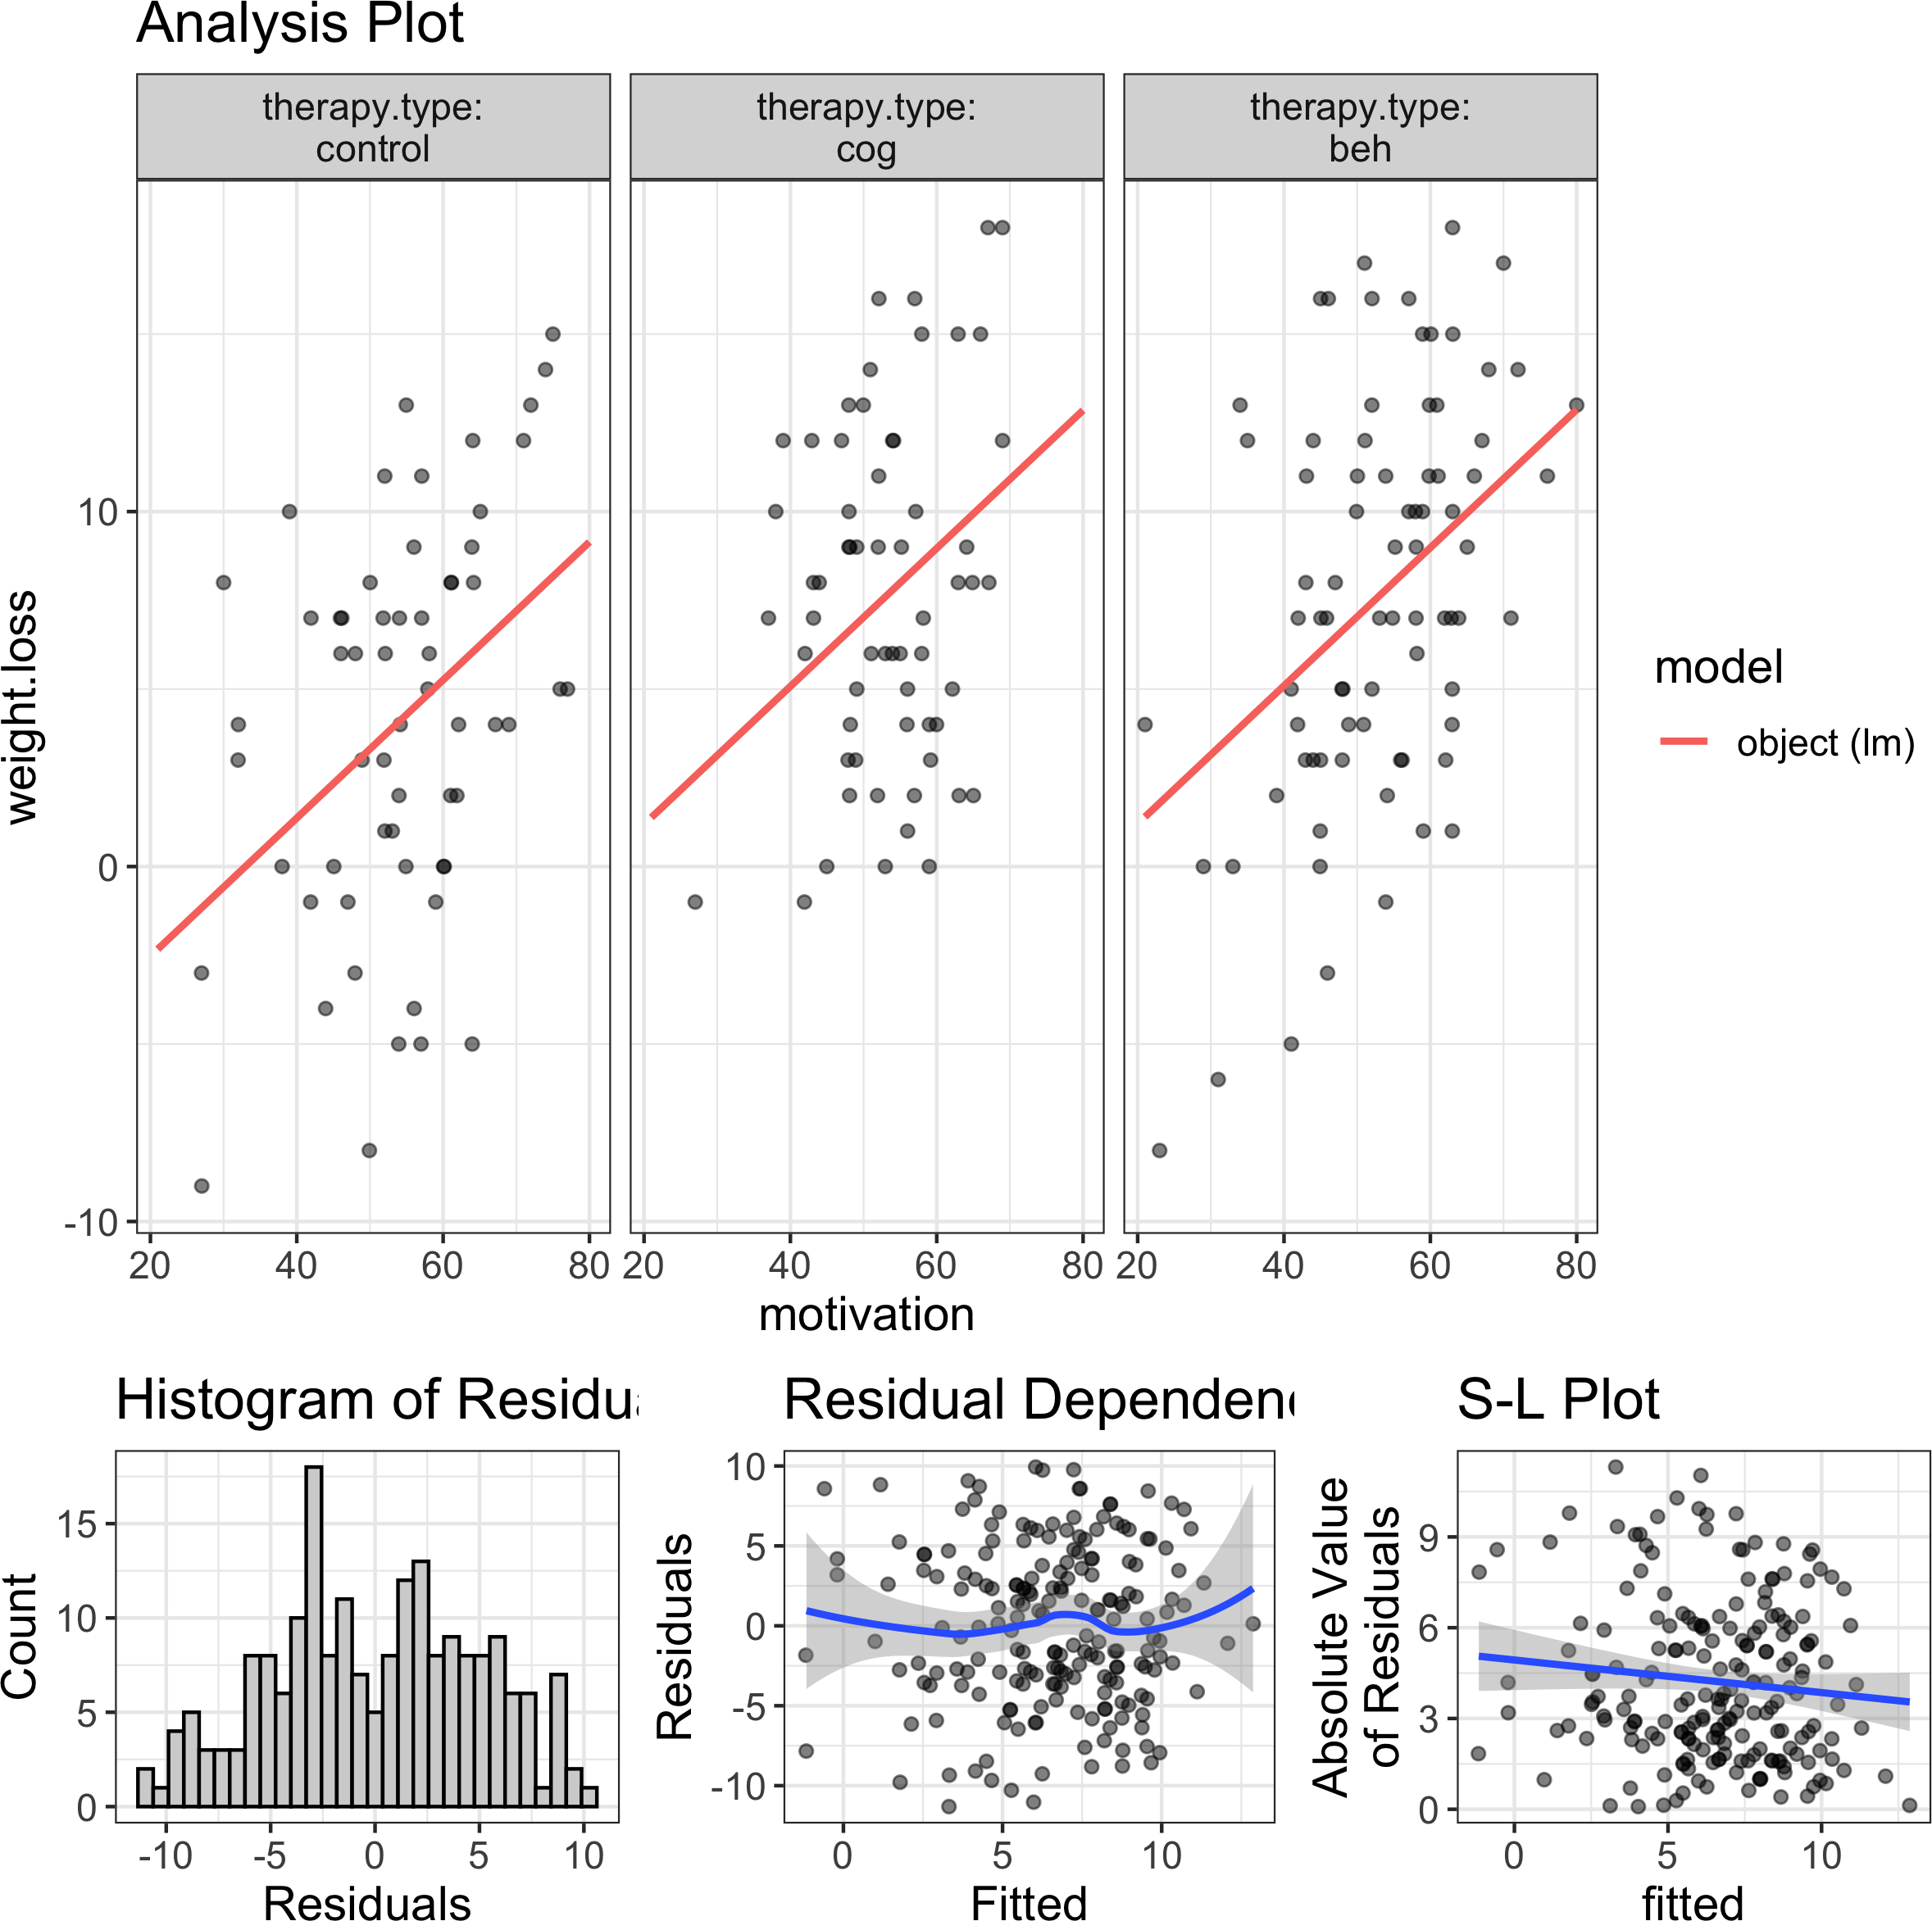 Analysis Plot
therapy.type:
control
therapy.type:
cog
therapy.type:
beh
weight.loss
10
0
-10
20 40 60 80
20 40 60 80
20 40 60 80
motivation
model
object (lm)
Histogram of Residua
Count
15
10
5
0
-10 -5 0 5 10
Residuals
Residual Dependenc
Residuals
10
5
0
-5
-10
0 5 10
Fitted
S-L Plot
Absolute Value
of Residuals
9
6
3
0
0 5 10
fitted